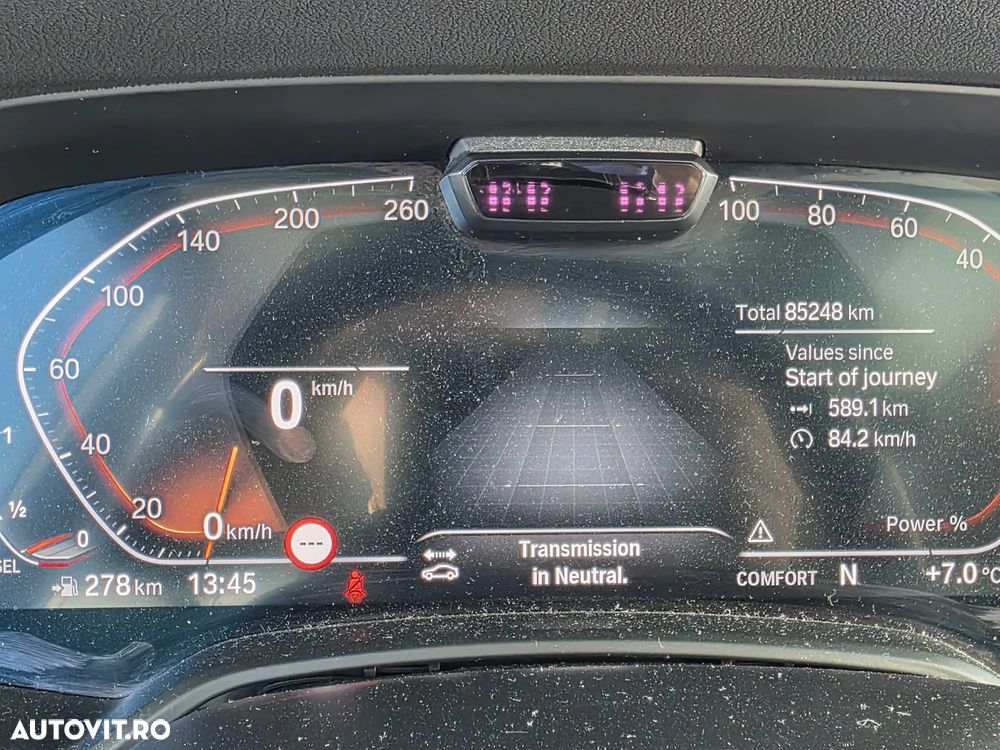 260
200
140
100
60
40
20
0 km/h
0 km/h
1
½
0
SEL
278 km
13:45
---
Transmission
in Neutral.
100
80
60
40
Total 85248 km
Values since
Start of journey
589.1 km
84.2 km/h
Power %
COMFORT N +7.0 °C
AUTOVIT.RO